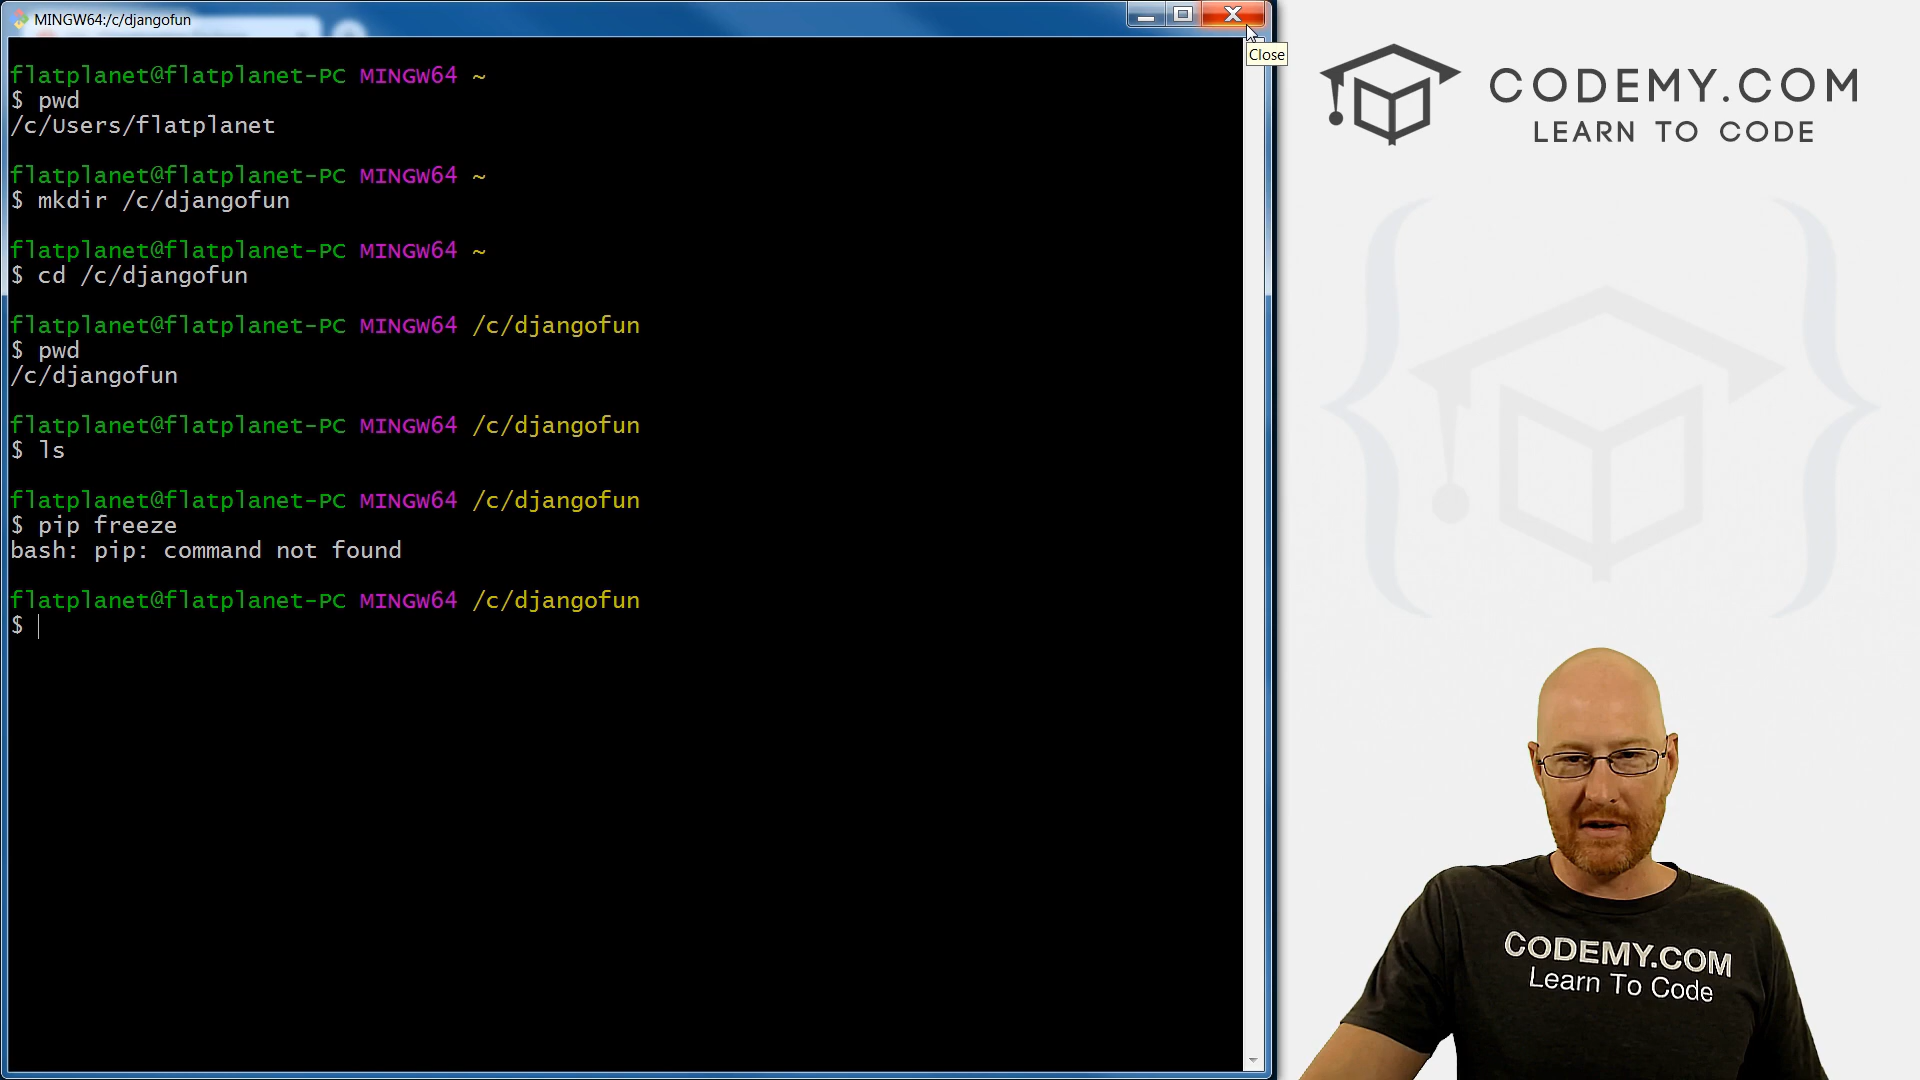 MINGW64:/c/djangofun
Close
flatplanet@flatplanet-PC MINGW64 ~
$ pwd
/c/Users/flatplanet
flatplanet@flatplanet-PC MINGW64 ~
$ mkdir /c/djangofun
flatplanet@flatplanet-PC MINGW64 ~
$ cd /c/djangofun
flatplanet@flatplanet-PC MINGW64 /c/djangofun
$ pwd
/c/djangofun
flatplanet@flatplanet-PC MINGW64 /c/djangofun
$ ls
flatplanet@flatplanet-PC MINGW64 /c/djangofun
$ pip freeze
bash: pip: command not found
flatplanet@flatplanet-PC MINGW64 /c/djangofun
$
CODEMY.COM
LEARN TO CODE
CODEMY.COM
Learn To Code